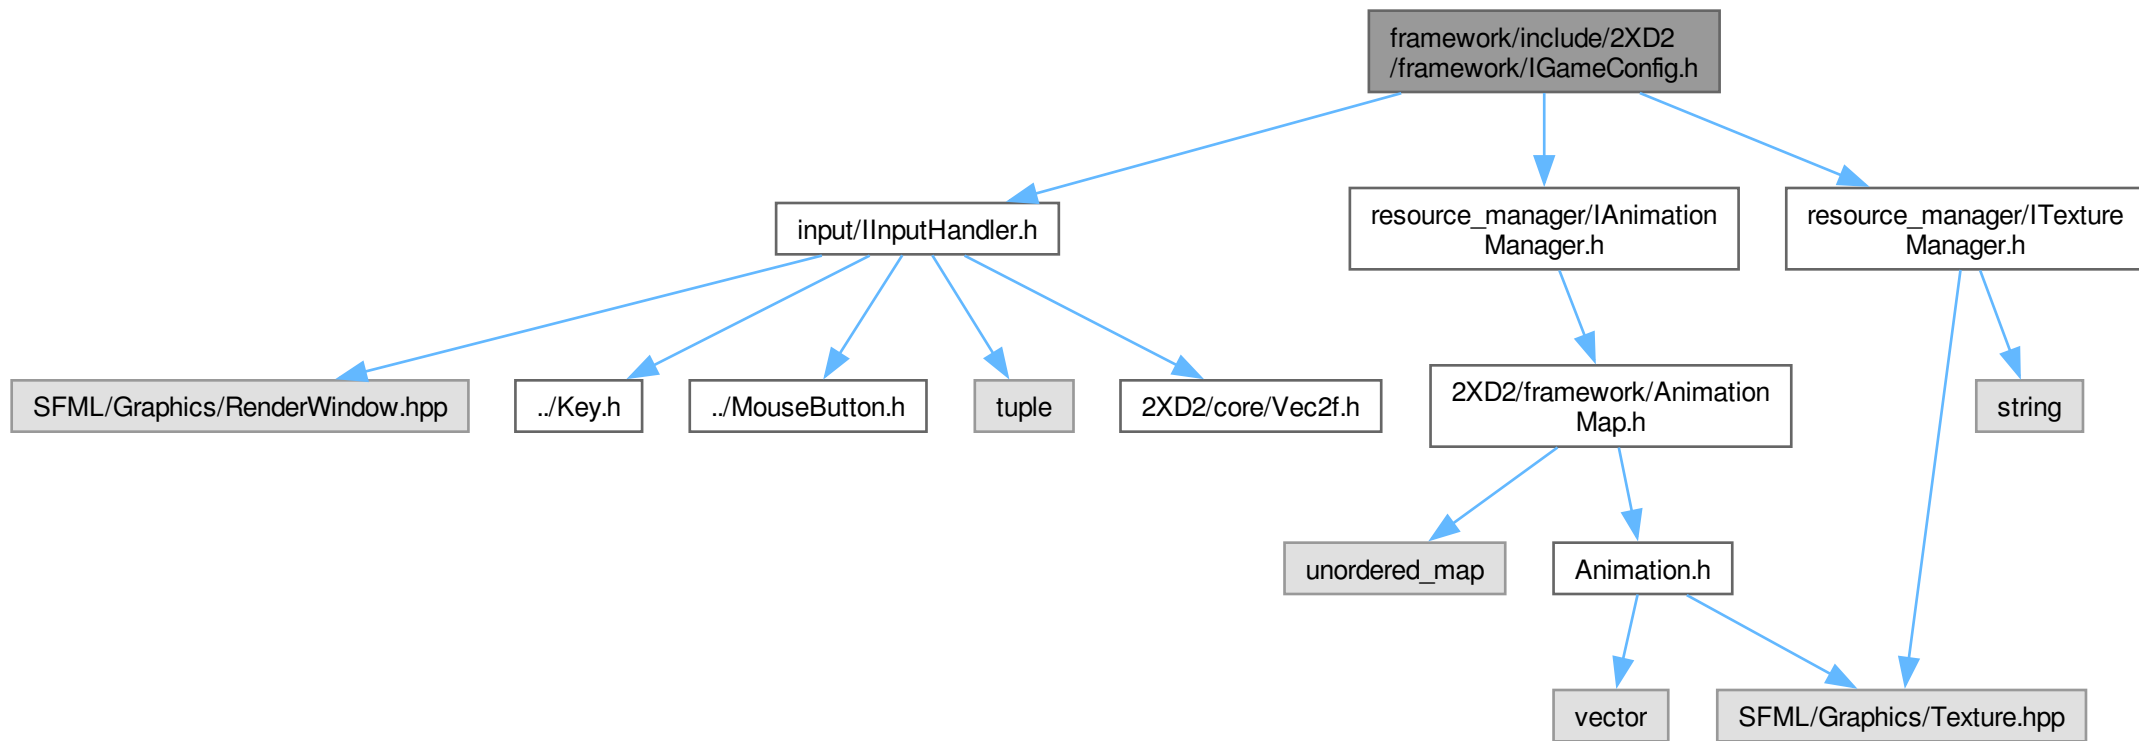 framework/include/2XD2
/framework/IGameConfig.h
input/IInputHandler.h
resource_manager/IAnimation
Manager.h
resource_manager/ITexture
Manager.h
SFML/Graphics/RenderWindow.hpp
../Key.h
../MouseButton.h
tuple
2XD2/core/Vec2f.h
2XD2/framework/Animation
Map.h
string
unordered_map
Animation.h
vector
SFML/Graphics/Texture.hpp